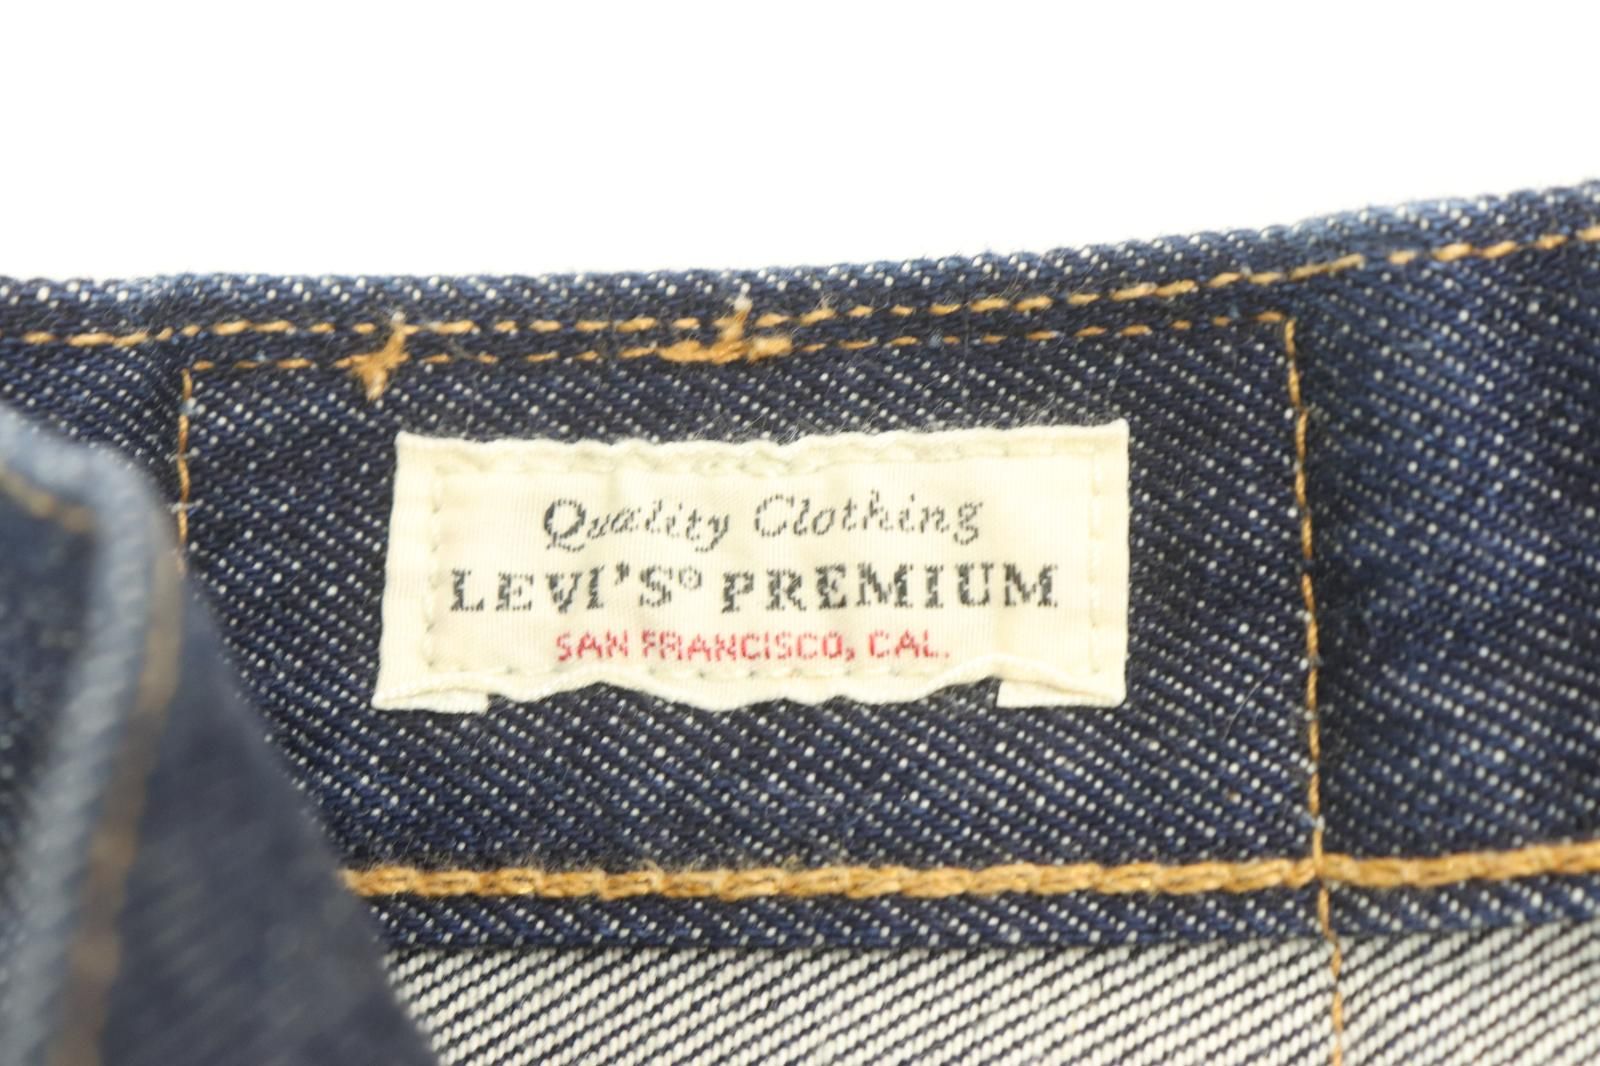 Quality Clothing
LEVI'S® PREMIUM
SAN FRANCISCO, CAL.